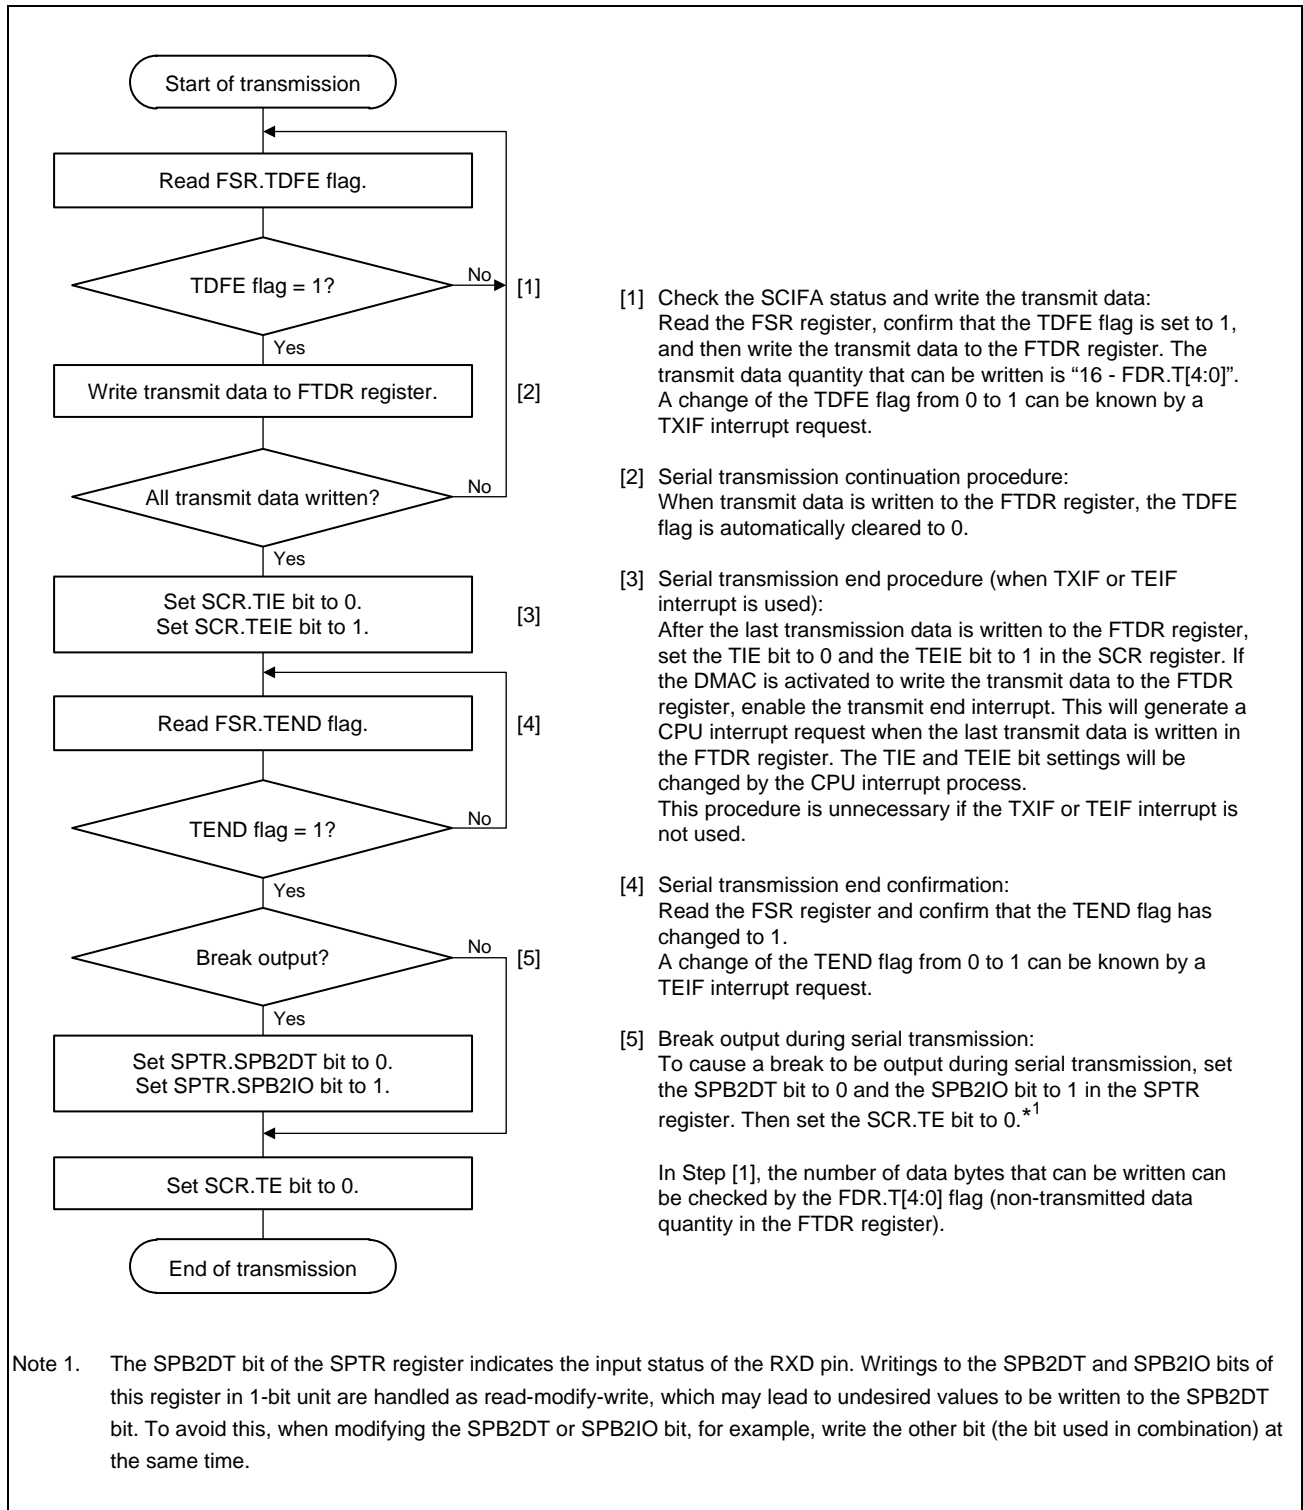 Start of transmission
Read FSR.TDFE flag.
TDFE flag = 1?
No
[1]
Yes
Write transmit data to FTDR register.
[2]
All transmit data written?
No
Yes
Set SCR.TIE bit to 0.
Set SCR.TEIE bit to 1.
[3]
Read FSR.TEND flag.
[4]
TEND flag = 1?
No
Yes
Break output?
No
[5]
Yes
Set SPTR.SPB2DT bit to 0.
Set SPTR.SPB2IO bit to 1.
Set SCR.TE bit to 0.
End of transmission
[1] Check the SCIFA status and write the transmit data:
Read the FSR register, confirm that the TDFE flag is set to 1,
and then write the transmit data to the FTDR register. The
transmit data quantity that can be written is “16 - FDR.T[4:0]”.
A change of the TDFE flag from 0 to 1 can be known by a
TXIF interrupt request.
[2] Serial transmission continuation procedure:
When transmit data is written to the FTDR register, the TDFE
flag is automatically cleared to 0.
[3] Serial transmission end procedure (when TXIF or TEIF
interrupt is used):
After the last transmission data is written to the FTDR register,
set the TIE bit to 0 and the TEIE bit to 1 in the SCR register. If
the DMAC is activated to write the transmit data to the FTDR
register, enable the transmit end interrupt. This will generate a
CPU interrupt request when the last transmit data is written in
the FTDR register. The TIE and TEIE bit settings will be
changed by the CPU interrupt process.
This procedure is unnecessary if the TXIF or TEIF interrupt is
not used.
[4] Serial transmission end confirmation:
Read the FSR register and confirm that the TEND flag has
changed to 1.
A change of the TEND flag from 0 to 1 can be known by a
TEIF interrupt request.
[5] Break output during serial transmission:
To cause a break to be output during serial transmission, set
the SPB2DT bit to 0 and the SPB2IO bit to 1 in the SPTR
register. Then set the SCR.TE bit to 0.*1
In Step [1], the number of data bytes that can be written can
be checked by the FDR.T[4:0] flag (non-transmitted data
quantity in the FTDR register).
Note 1. The SPB2DT bit of the SPTR register indicates the input status of the RXD pin. Writings to the SPB2DT and SPB2IO bits of
this register in 1-bit unit are handled as read-modify-write, which may lead to undesired values to be written to the SPB2DT
bit. To avoid this, when modifying the SPB2DT or SPB2IO bit, for example, write the other bit (the bit used in combination) at
the same time.